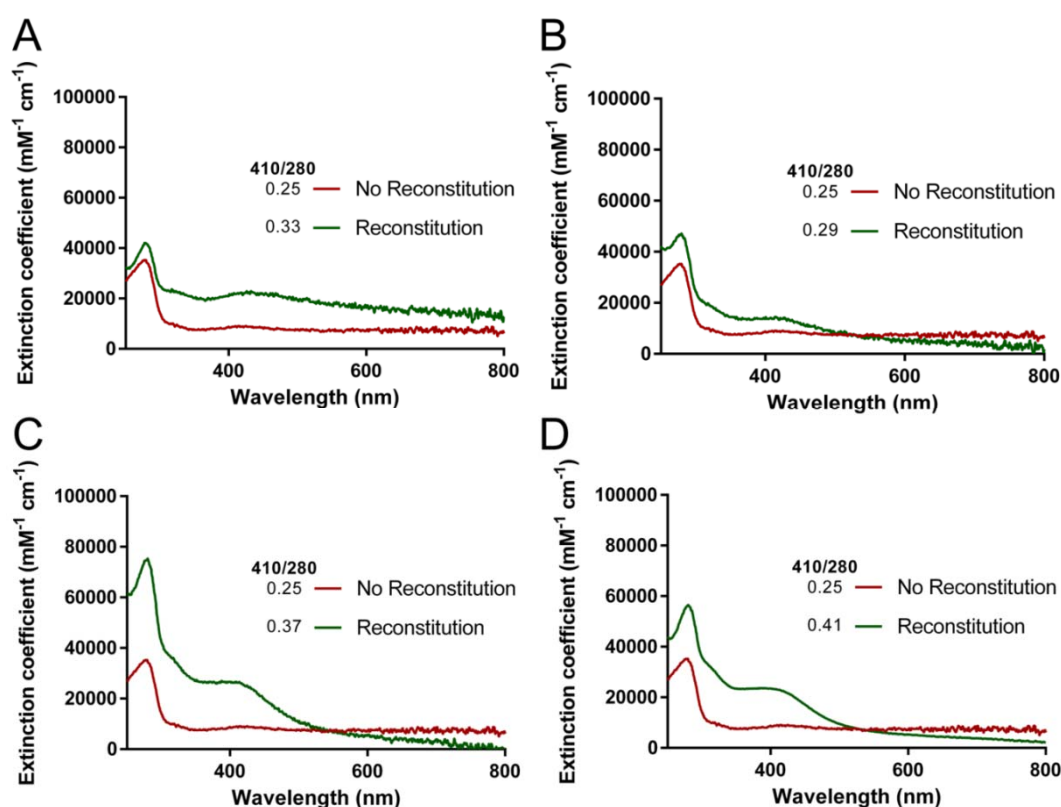 A
Extinction coefficient (mM⁻¹ cm⁻¹)
100000
80000
60000
40000
20000
0
410/280
0.25 No Reconstitution
0.33 Reconstitution
400 600 800
Wavelength (nm)
B
Extinction coefficient (mM⁻¹ cm⁻¹)
100000
80000
60000
40000
20000
0
410/280
0.25 No Reconstitution
0.29 Reconstitution
400 600 800
Wavelength (nm)
C
Extinction coefficient (mM⁻¹ cm⁻¹)
100000
80000
60000
40000
20000
0
410/280
0.25 No Reconstitution
0.37 Reconstitution
400 600 800
Wavelength (nm)
D
Extinction coefficient (mM⁻¹ cm⁻¹)
100000
80000
60000
40000
20000
0
410/280
0.25 No Reconstitution
0.41 Reconstitution
400 600 800
Wavelength (nm)